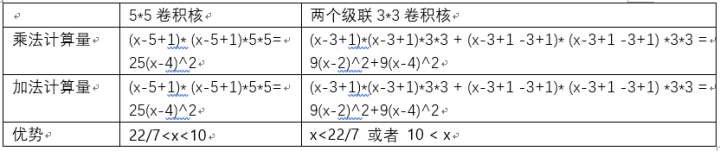 5*5 卷积核 两个级联 3*3 卷积核
乘法计算量 (x-5+1)* (x-5+1)*5*5= (x-3+1)*(x-3+1)*3*3 + (x-3+1 -3+1)* (x-3+1 -3+1) *3*3 =
25(x-4)^2 9(x-2)^2+9(x-4)^2
加法计算量 (x-5+1)* (x-5+1)*5*5= (x-3+1)*(x-3+1)*3*3 + (x-3+1 -3+1)* (x-3+1 -3+1) *3*3 =
25(x-4)^2 9(x-2)^2+9(x-4)^2
优势 22/7<x<10 x<22/7 或者 10 < x